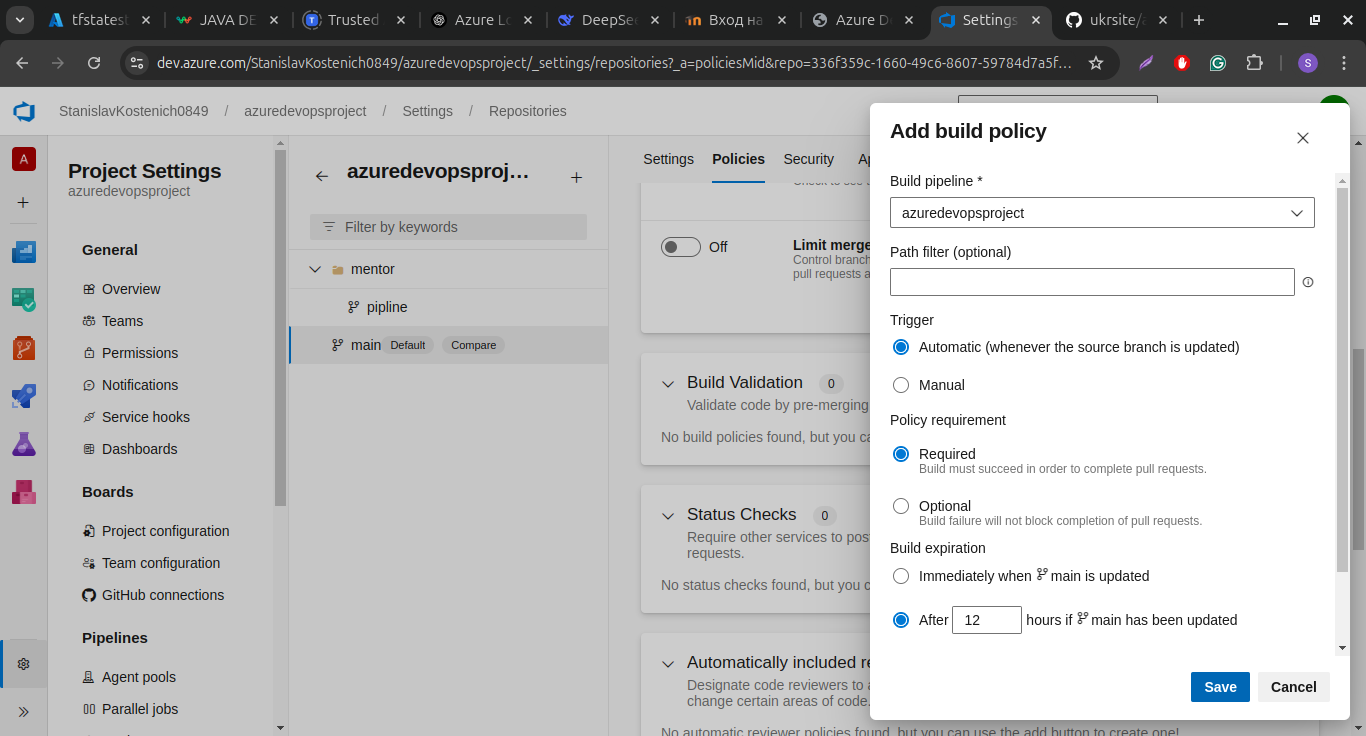 tfstatest
JAVA DE
Trusted
Azure Lo
DeepSee
Вход на
Azure De
Settings
ukrsite/a
dev.azure.com/StanislavKostenich0849/azuredevopsproject/_settings/repositories?_a=policiesMid&repo=336f359c-1660-49c6-8607-59784d7a5f...
S
StanislavKostenich0849 / azuredevopsproject / Settings / Repositories
A
Project Settings
azuredevopsproject
General
Overview
Teams
Permissions
Notifications
Service hooks
Dashboards
Boards
Project configuration
Team configuration
GitHub connections
Pipelines
Agent pools
Parallel jobs
azuredevopsproj...
Filter by keywords
mentor
pipline
main Default Compare
Settings Policies Security
Off
Limit merge
Control branch
pull requests a
Build Validation 0
Validate code by pre-merging
No build policies found, but you ca
Status Checks 0
Require other services to pos
requests.
No status checks found, but you c
Automatically included re
Designate code reviewers to a
change certain areas of code.
No automatic reviewer policies found, but you can use the add button to create one!
Add build policy
Build pipeline *
azuredevopsproject
Path filter (optional)
Trigger
Automatic (whenever the source branch is updated)
Manual
Policy requirement
Required
Build must succeed in order to complete pull requests.
Optional
Build failure will not block completion of pull requests.
Build expiration
Immediately when main is updated
After 12 hours if main has been updated
Save Cancel